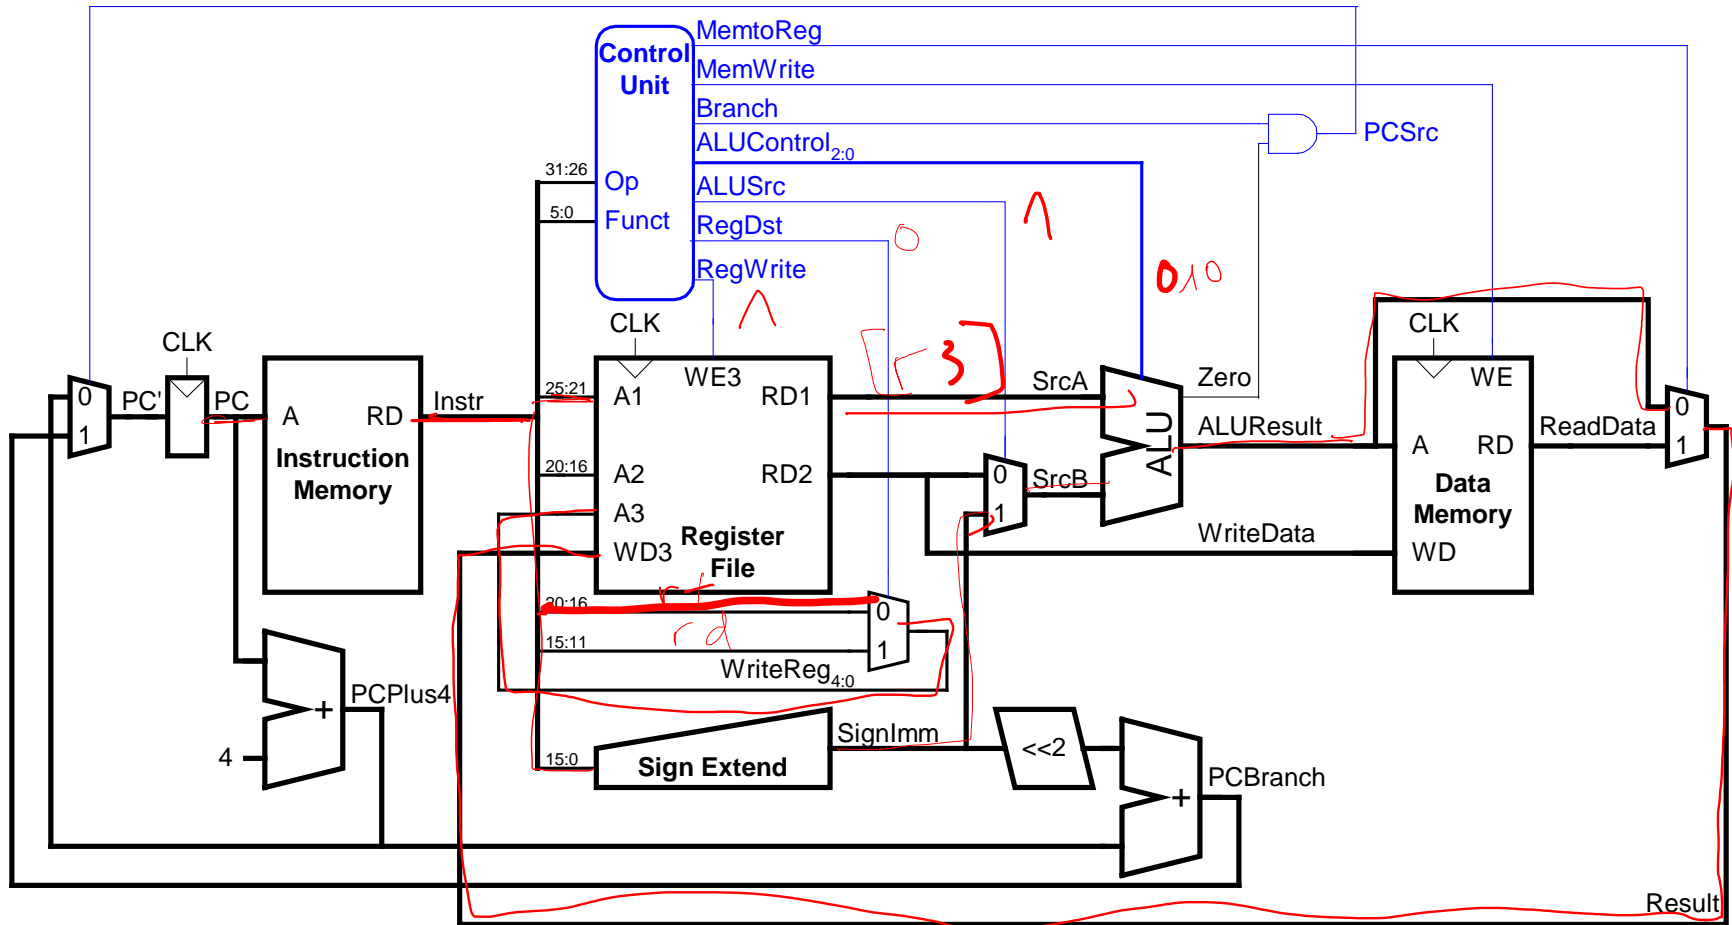 MemtoReg
Control
Unit
MemWrite
Branch
ALUControl2:0
PCSrc
31:26
Op
ALUSrc
5:0
Funct
RegDst
0
1
RegWrite
010
1
CLK
CLK
CLK
[r3]
WE3
Zero
WE
0
PC'
PC
Instr
25:21
A1
RD1
SrcA
0
1
A
RD
ALU
ALUResult
ReadData
1
Instruction
Memory
20:16
A2
RD2
0
SrcB
A
RD
Data
Memory
A3
1
Register
File
WD3
WriteData
WD
rt
20:16
0
rd
15:11
1
WriteReg4:0
PCPlus4
+
SignImm
4
15:0
Sign Extend
<<2
PCBranch
+
Result